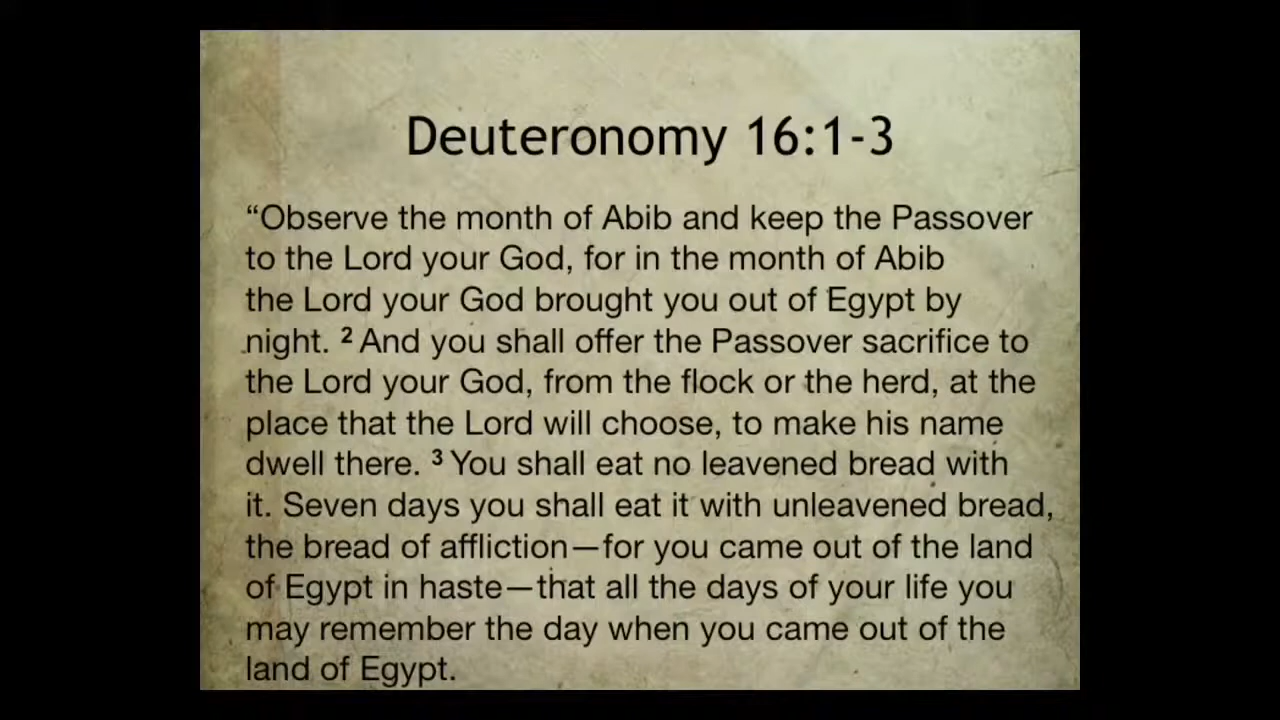 Deuteronomy 16:1-3
“Observe the month of Abib and keep the Passover
to the Lord your God, for in the month of Abib
the Lord your God brought you out of Egypt by
night. ² And you shall offer the Passover sacrifice to
the Lord your God, from the flock or the herd, at the
place that the Lord will choose, to make his name
dwell there. ³ You shall eat no leavened bread with
it. Seven days you shall eat it with unleavened bread,
the bread of affliction—for you came out of the land
of Egypt in haste—that all the days of your life you
may remember the day when you came out of the
land of Egypt.